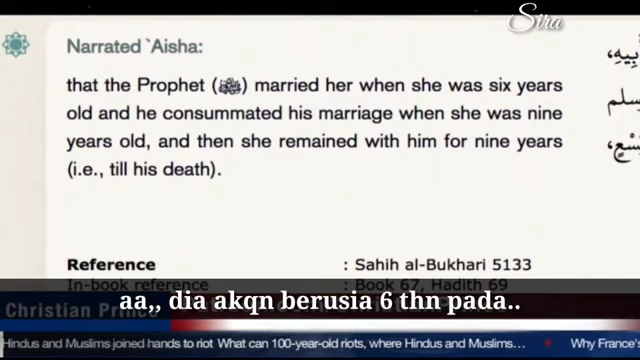 Sira
Narrated `Aisha:
that the Prophet (ﷺ) married her when she was six years
old and he consummated his marriage when she was nine
years old, and then she remained with him for nine years
(i.e., till his death).
Reference : Sahih al-Bukhari 5133
In-book reference : Book 67, Hadith 69
aa,, dia akqn berusia 6 thn pada..
Christian Prince
Hindus and Muslims joined hands to riot What can 100-year-old riots, where Hindus and Muslims... Why France's